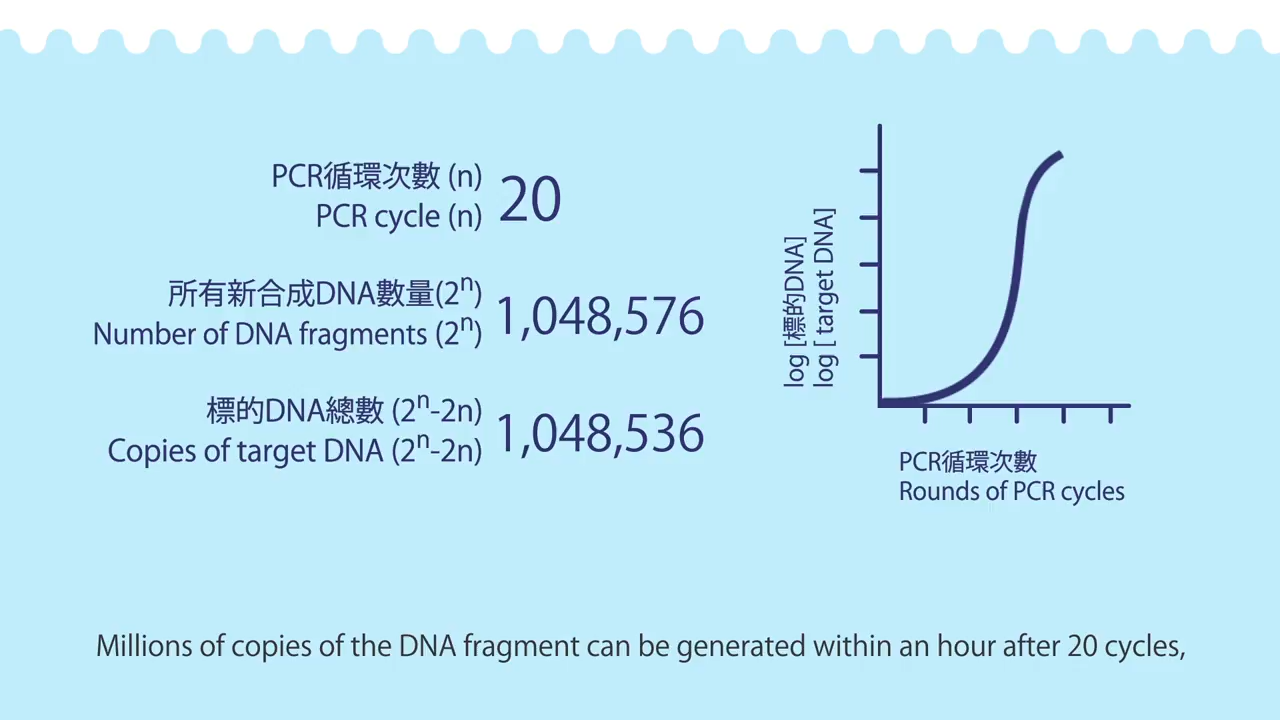 PCR循環次數 (n)
PCR cycle (n)
20
所有新合成DNA數量(2ⁿ)
Number of DNA fragments (2ⁿ)
1,048,576
標的DNA總數 (2ⁿ-2n)
Copies of target DNA (2ⁿ-2n)
1,048,536
log [標的DNA]
log [ target DNA]
PCR循環次數
Rounds of PCR cycles
Millions of copies of the DNA fragment can be generated within an hour after 20 cycles,